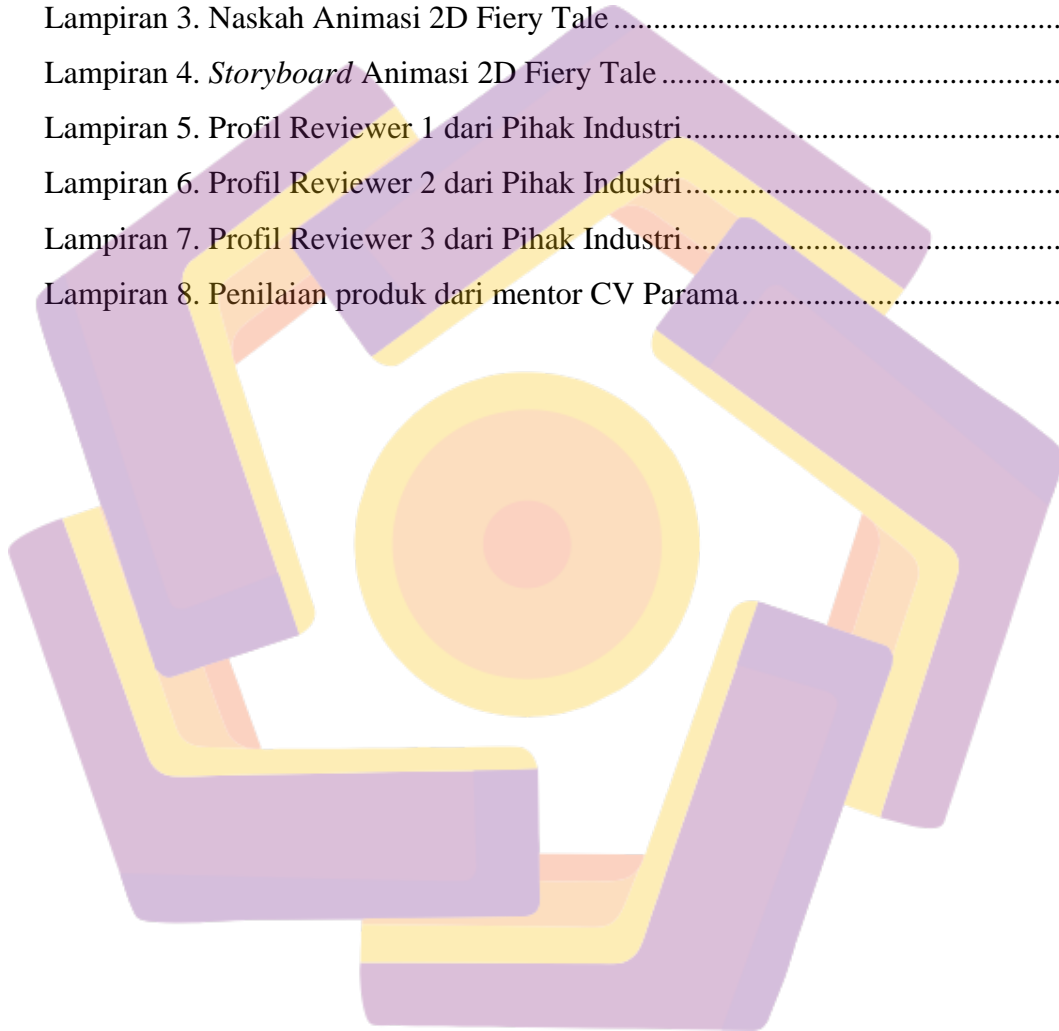 Lampiran 3. Naskah Animasi 2D Fiery Tale.......................................................
Lampiran 4. Storyboard Animasi 2D Fiery Tale..................................................
Lampiran 5. Profil Reviewer 1 dari Pihak Industri...............................................
Lampiran 6. Profil Reviewer 2 dari Pihak Industri...............................................
Lampiran 7. Profil Reviewer 3 dari Pihak Industri...............................................
Lampiran 8. Penilaian produk dari mentor CV Parama........................................